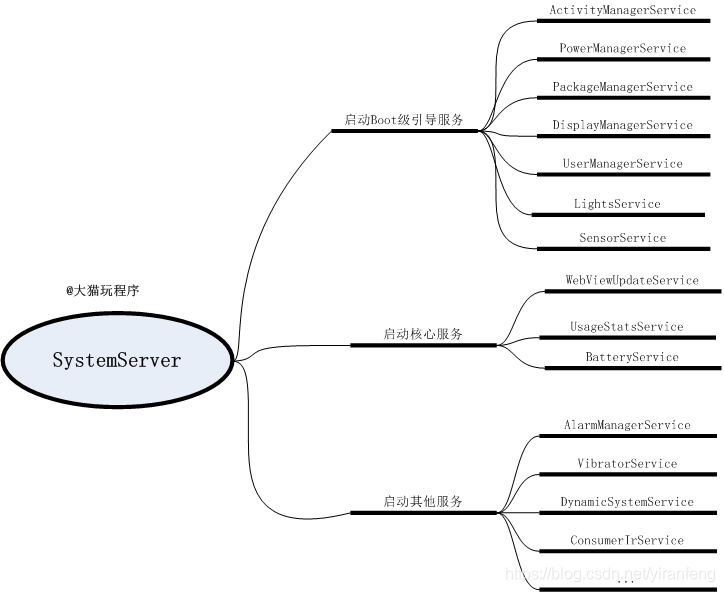 @大猫玩程序
SystemServer
启动Boot级引导服务
ActivityManagerService
PowerManagerService
PackageManagerService
DisplayManagerService
UserManagerService
LightsService
SensorService
启动核心服务
WebViewUpdateService
UsageStatsService
BatteryService
启动其他服务
AlarmManagerService
VibratorService
DynamicSystemService
ConsumerIrService
...
https://blog.csdn.net/yiranfeng